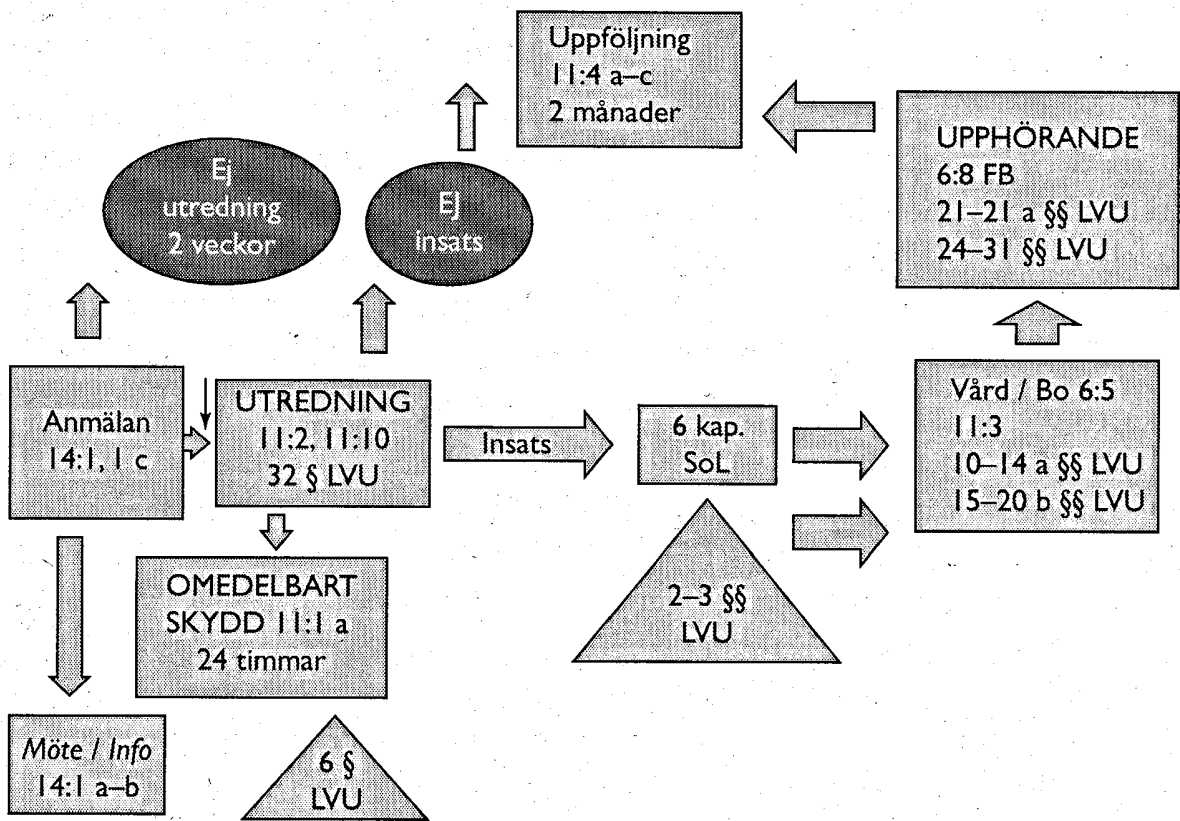 Uppföljning
11:4 a–c
2 månader
UPPHÖRANDE
6:8 FB
21–21 a §§ LVU
24–31 §§ LVU
Ej
utredning
2 veckor
Ej
insats
Anmälan
14:1, 1 c
UTREDNING
11:2, 11:10
32 § LVU
Insats
6 kap.
SoL
Vård / Bo 6:5
11:3
10–14 a §§ LVU
15–20 b §§ LVU
OMEDELBART
SKYDD 11:1 a
24 timmar
2–3 §§
LVU
Möte / Info
14:1 a–b
6 §
LVU